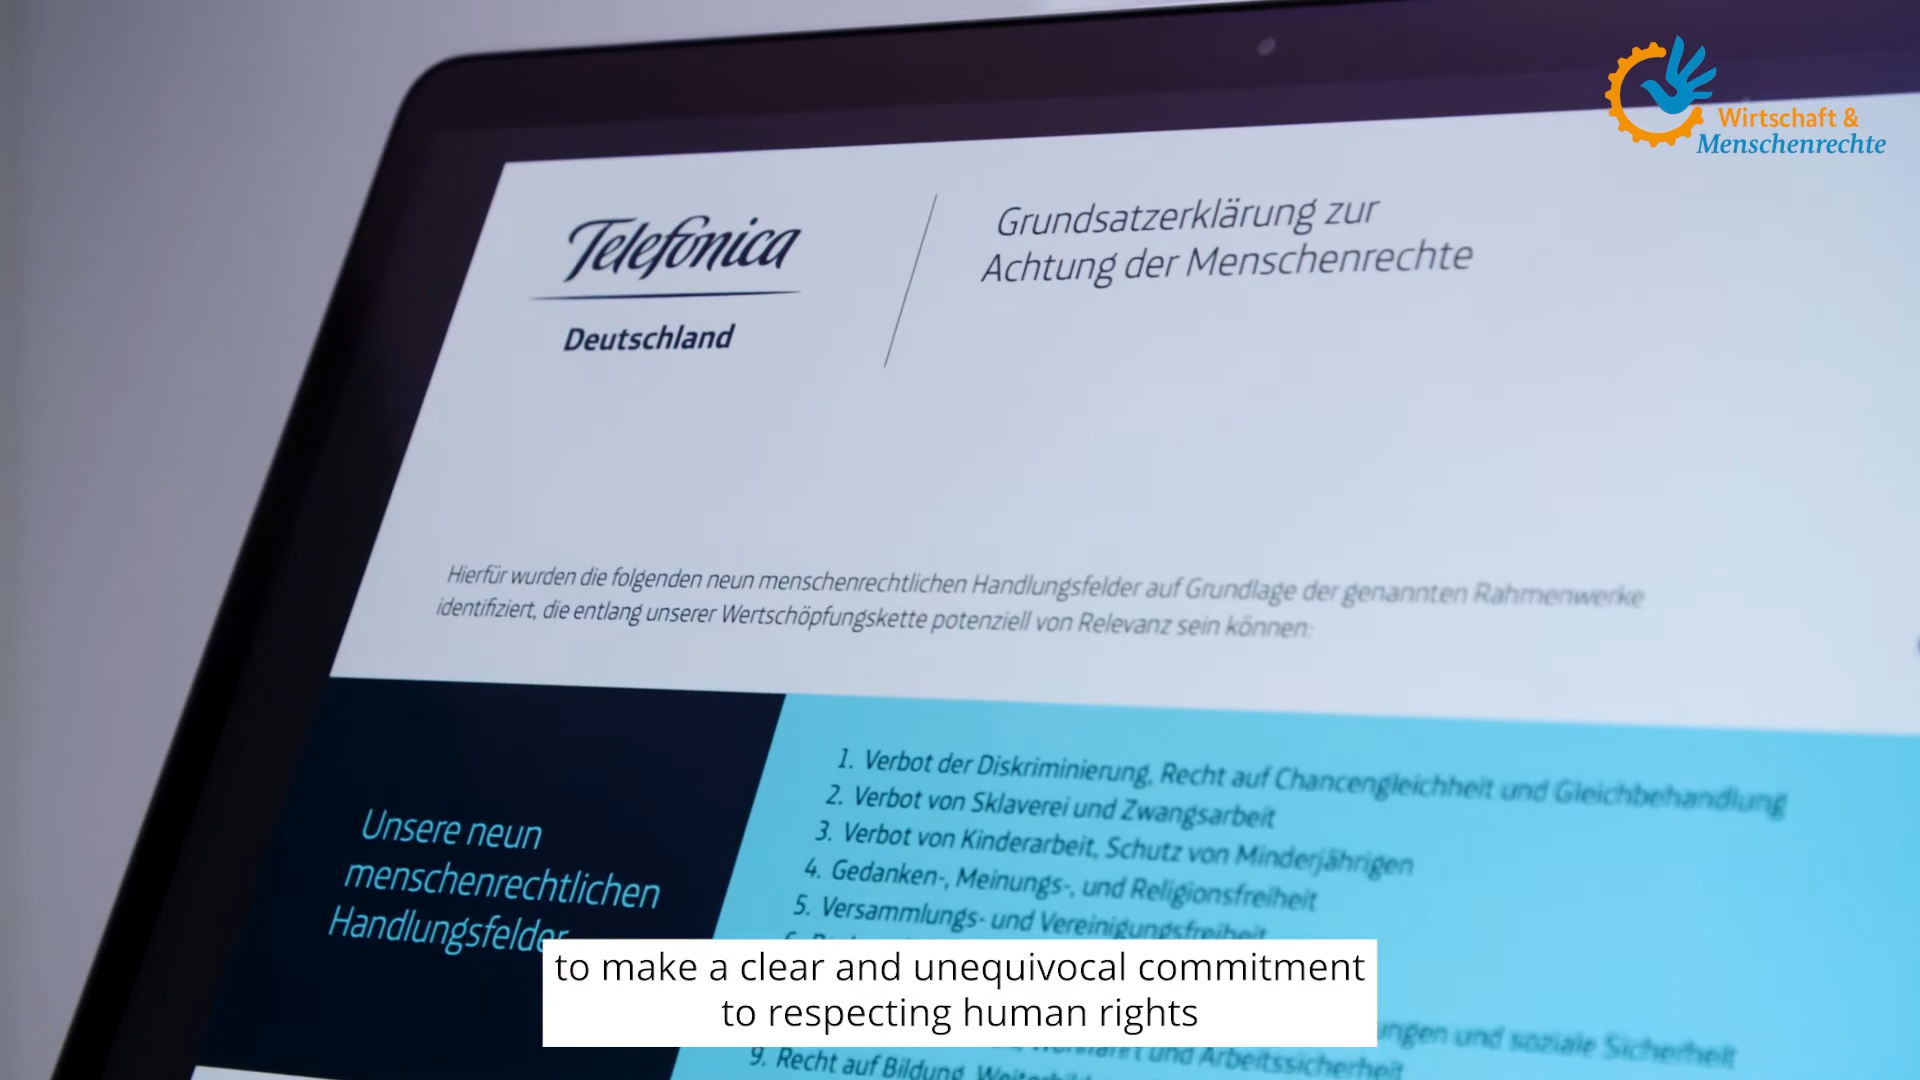 Wirtschaft &
Menschenrechte
Telefónica
Deutschland
Grundsatzerklärung zur
Achtung der Menschenrechte
Hierfür wurden die folgenden neun menschenrechtlichen Handlungsfelder auf Grundlage der genannten Rahmenwerke
identifiziert, die entlang unserer Wertschöpfungskette potenziell von Relevanz sein können:
Unsere neun
menschenrechtlichen
Handlungsfelder
1. Verbot der Diskriminierung, Recht auf Chancengleichheit und Gleichbehandlung
2. Verbot von Sklaverei und Zwangsarbeit
3. Verbot von Kinderarbeit, Schutz von Minderjährigen
4. Gedanken-, Meinungs-, und Religionsfreiheit
5. Versammlungs- und Vereinigungsfreiheit
und soziale Sicherheit
und Arbeitssicherheit
9. Recht auf Bildung,
to make a clear and unequivocal commitment
to respecting human rights